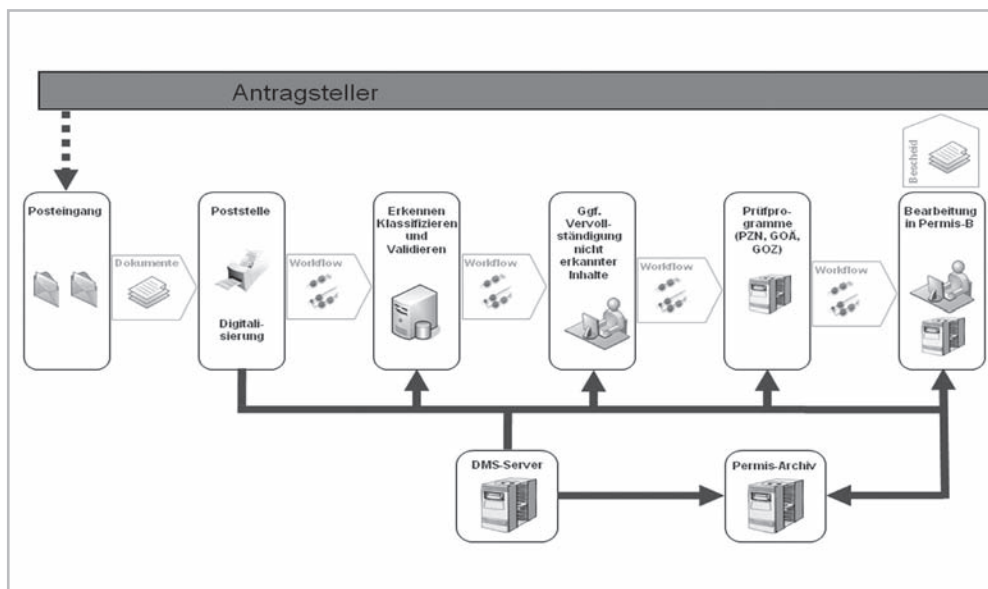 Antragsteller
Bescheid
Posteingang
Dokumente
Poststelle
Digitali-
sierung
Workflow
Erkennen
Klassifizieren
und
Validieren
Workflow
Ggf.
Vervoll-
ständigung
nicht
erkannter
Inhalte
Workflow
Prüfpro-
gramme
(PZN, GOÄ,
GOZ)
Workflow
Bearbeitung
in Permis-B
DMS-Server
Permis-Archiv